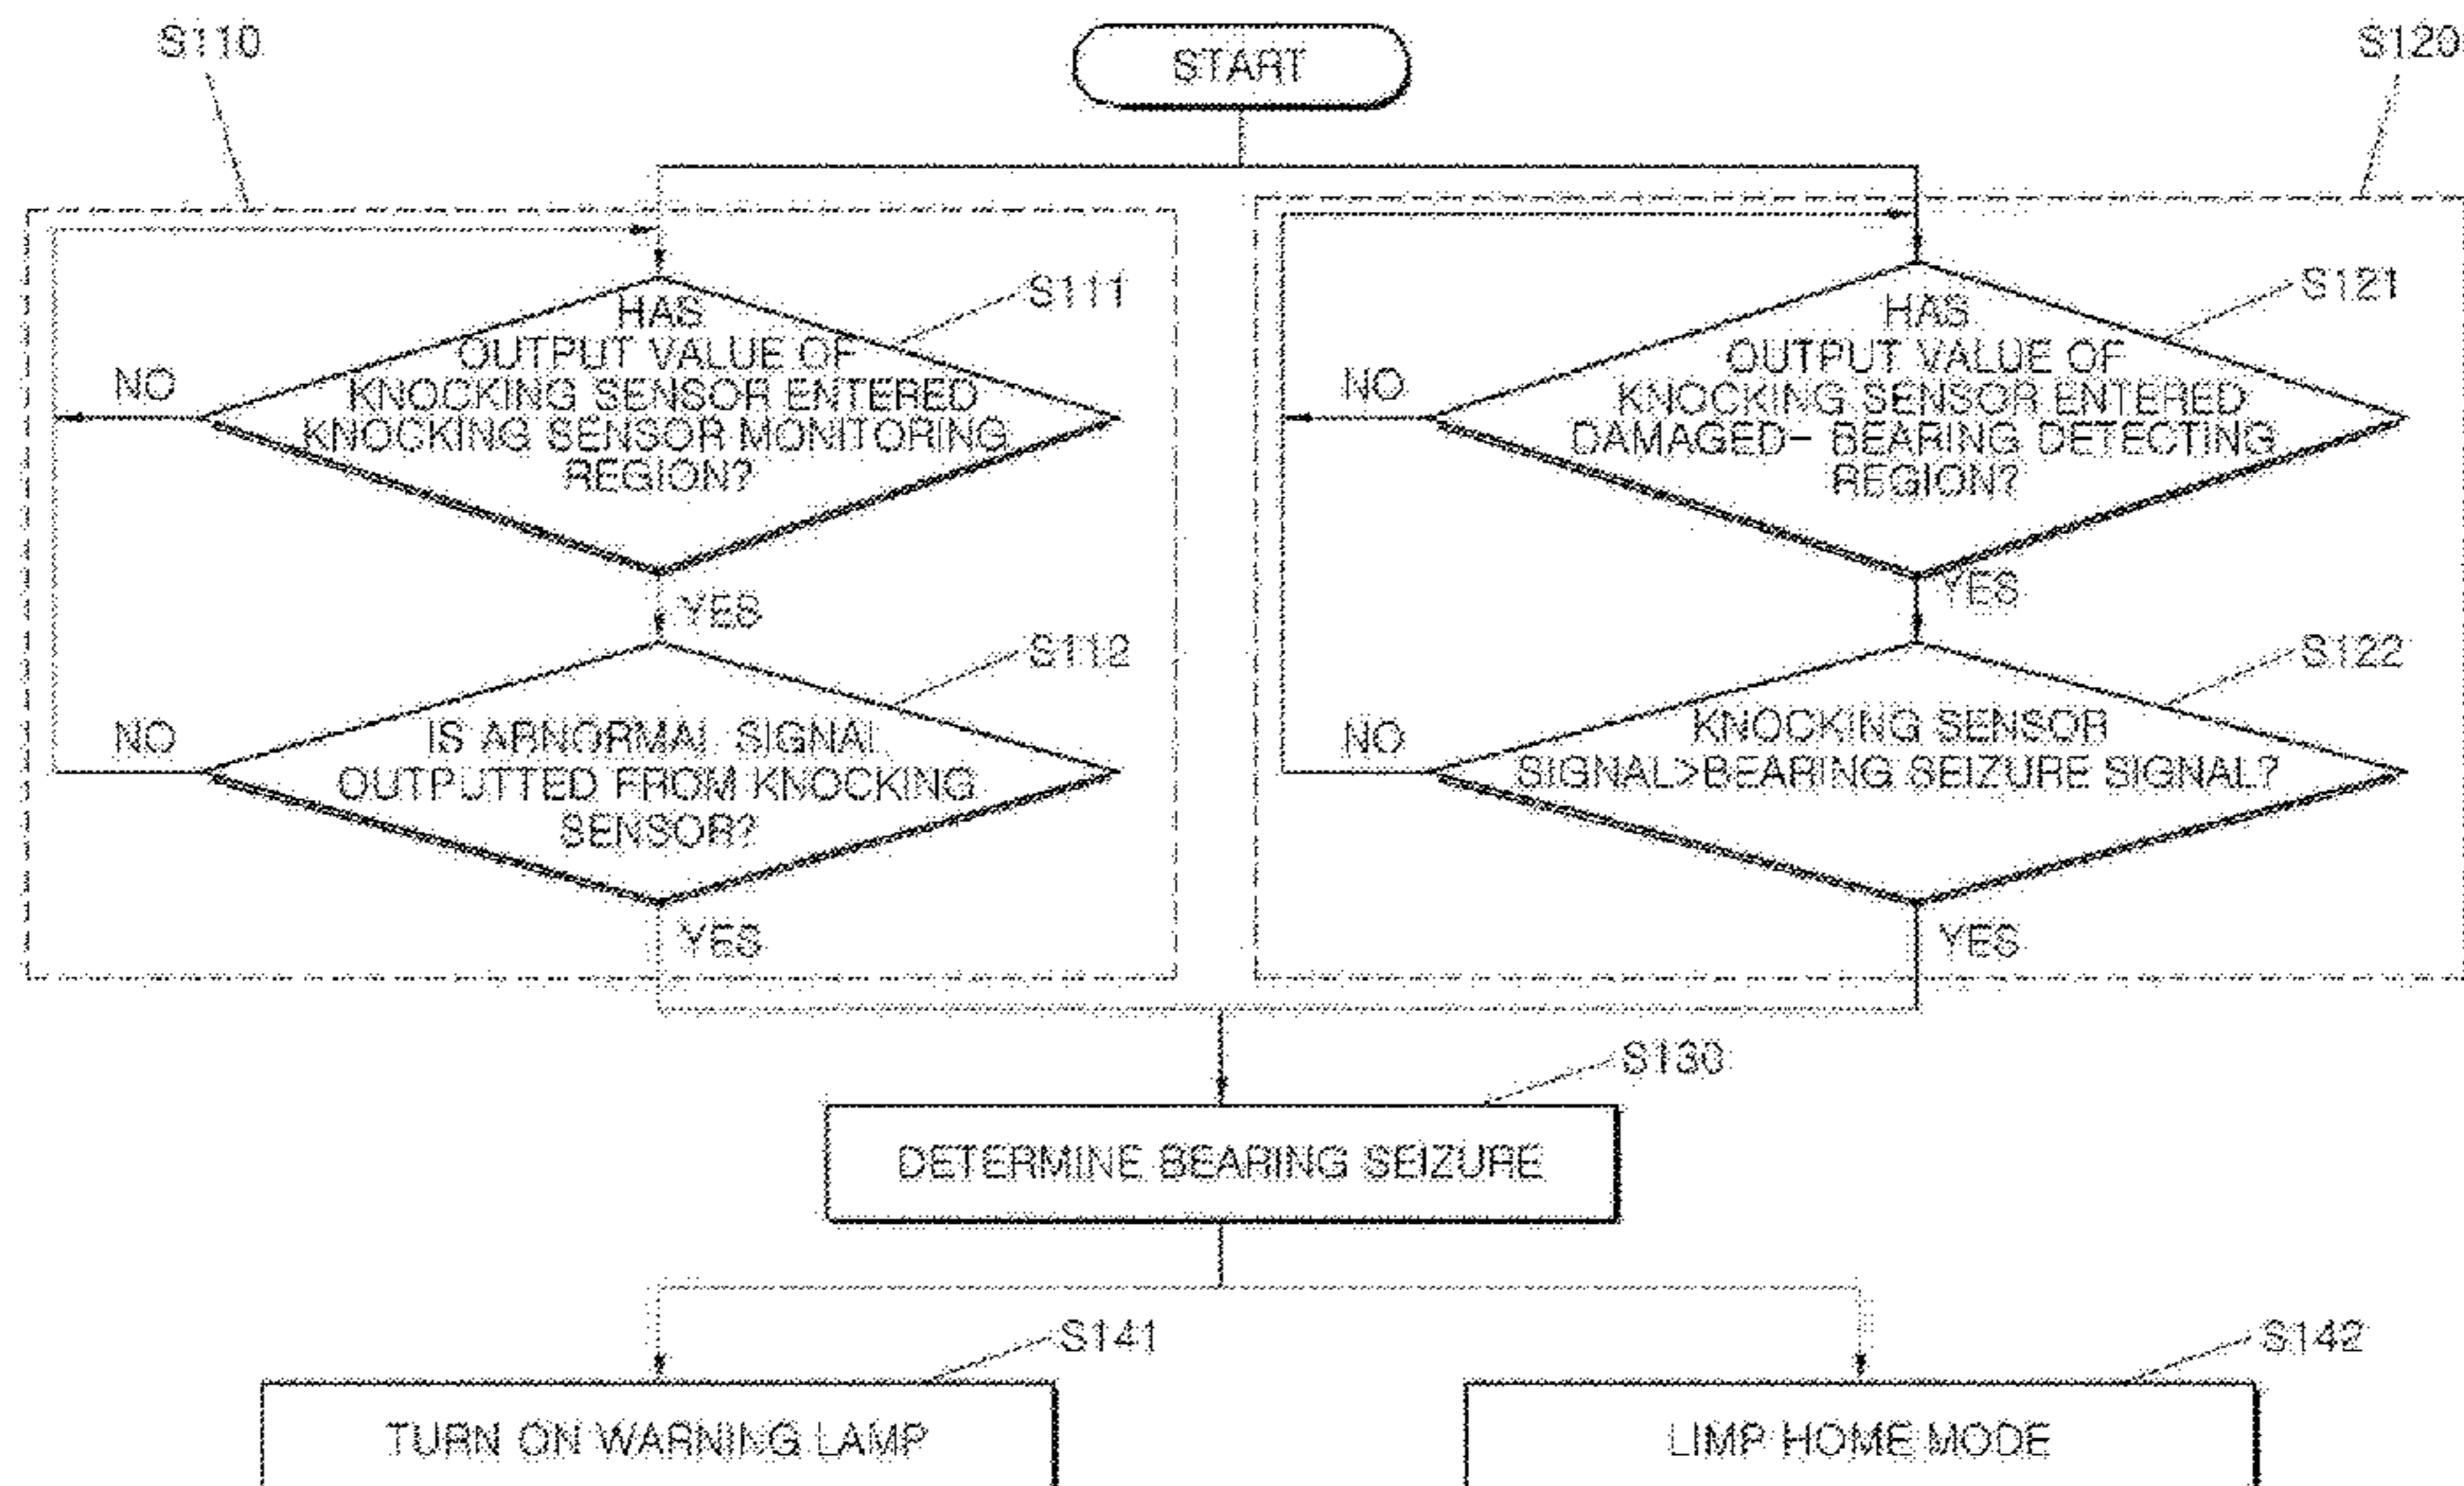 S110
START
S120
S111
HAS
OUTPUT VALUE OF
KNOCKING SENSOR ENTERED
KNOCKING SENSOR MONITORING
REGION?
NO
YES
S112
IS ABNORMAL SIGNAL
OUTPUTTED FROM KNOCKING
SENSOR?
NO
YES
S121
HAS
OUTPUT VALUE OF
KNOCKING SENSOR ENTERED
DAMAGED- BEARING DETECTING
REGION?
NO
YES
S122
KNOCKING SENSOR
SIGNAL>BEARING SEIZURE SIGNAL?
NO
YES
S130
DETERMINE BEARING SEIZURE
S141
TURN ON WARNING LAMP
S142
LIMP HOME MODE